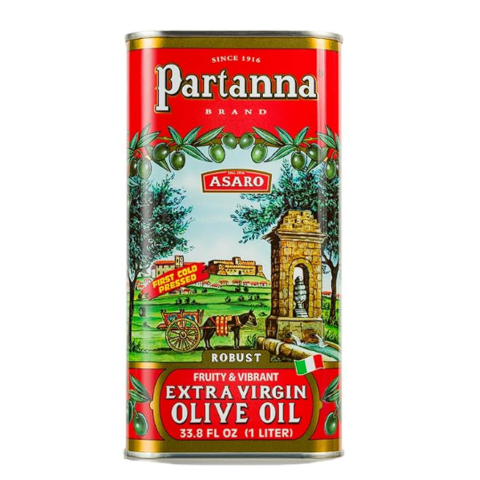 SINCE 1916
Partanna
BRAND
ASARO
FIRST COLD
PRESSED
ROBUST
FRUITY & VIBRANT
EXTRA VIRGIN
OLIVE OIL
33.8 FL OZ (1 LITER)